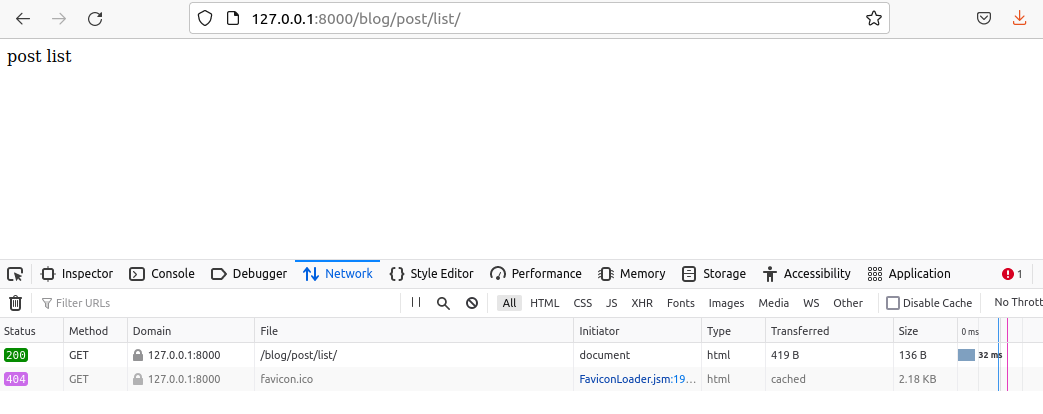 127.0.0.1:8000/blog/post/list/
post list
Inspector Console Debugger Network Style Editor Performance Memory Storage Accessibility Application 1
Filter URLs All HTML CSS JS XHR Fonts Images Media WS Other Disable Cache No Thrott
Status Method Domain File Initiator Type Transferred Size 0 ms
200 GET 127.0.0.1:8000 /blog/post/list/ document html 419 B 136 B 32 ms
404 GET 127.0.0.1:8000 favicon.ico FaviconLoader.jsm:19... html cached 2.18 KB